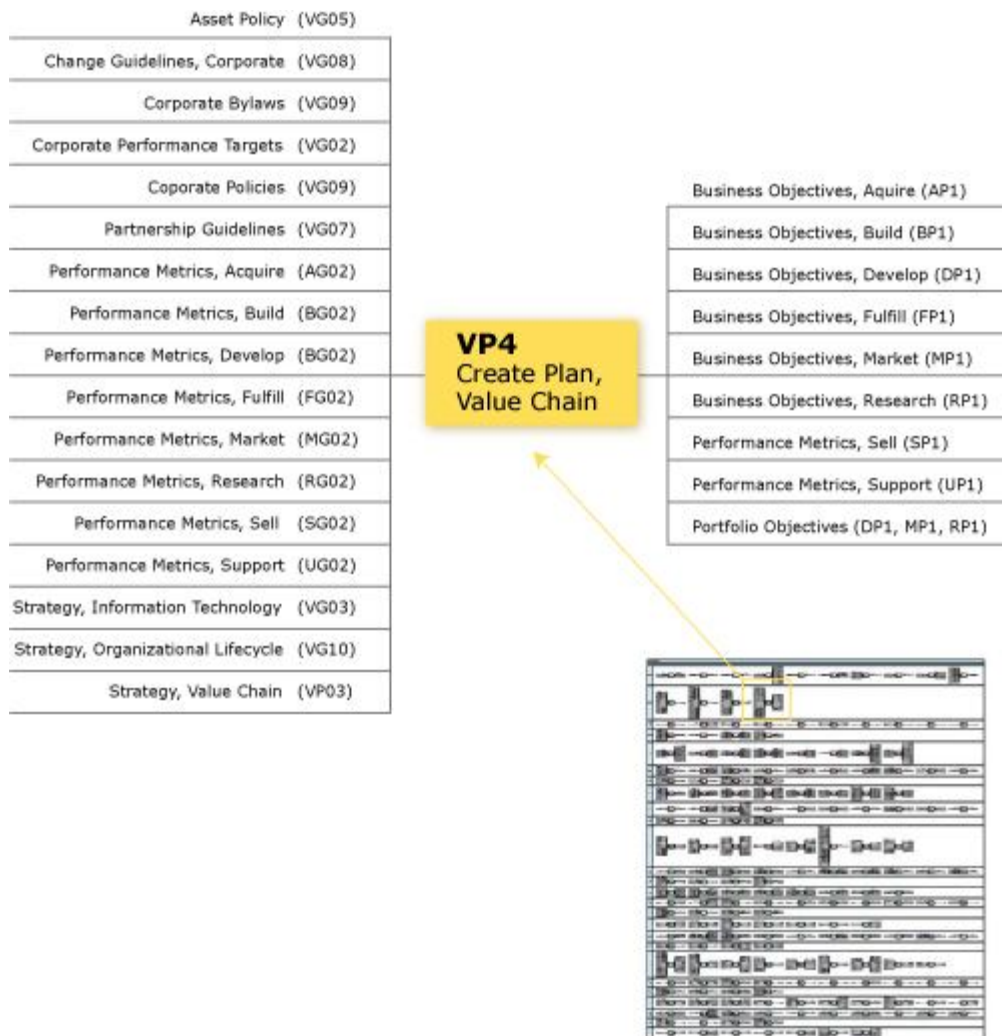 Asset Policy (VG05)
Change Guidelines, Corporate (VG08)
Corporate Bylaws (VG09)
Corporate Performance Targets (VG02)
Coporate Policies (VG09)
Partnership Guidelines (VG07)
Performance Metrics, Acquire (AG02)
Performance Metrics, Build (BG02)
Performance Metrics, Develop (BG02)
Performance Metrics, Fulfill (FG02)
Performance Metrics, Market (MG02)
Performance Metrics, Research (RG02)
Performance Metrics, Sell (SG02)
Performance Metrics, Support (UG02)
Strategy, Information Technology (VG03)
Strategy, Organizational Lifecycle (VG10)
Strategy, Value Chain (VP03)
VP4
Create Plan,
Value Chain
Business Objectives, Aquire (AP1)
Business Objectives, Build (BP1)
Business Objectives, Develop (DP1)
Business Objectives, Fulfill (FP1)
Business Objectives, Market (MP1)
Business Objectives, Research (RP1)
Performance Metrics, Sell (SP1)
Performance Metrics, Support (UP1)
Portfolio Objectives (DP1, MP1, RP1)